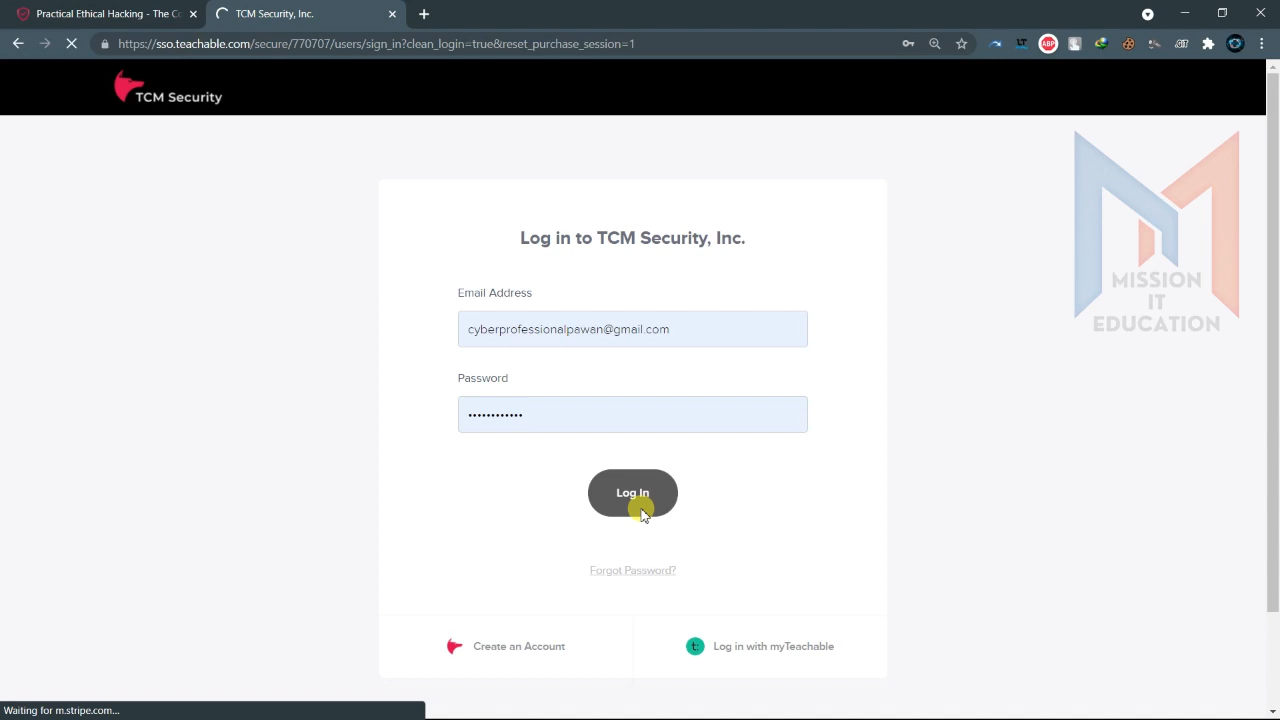 Practical Ethical Hacking - The Co
TCM Security, Inc.
https://sso.teachable.com/secure/770707/users/sign_in?clean_login=true&reset_purchase_session=1
ABP
TCM Security
MISSION
IT
EDUCATION
Log in to TCM Security, Inc.
Email Address
cyberprofessionalpawan@gmail.com
Password
••••••••••••
Log In
Forgot Password?
Create an Account
t:
Log in with myTeachable
Waiting for m.stripe.com...